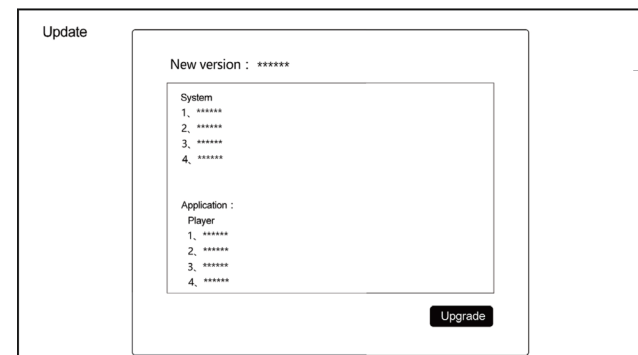 Update
New version： ******
System
1、******
2、******
3、******
4、******
Application：
Player
1、******
2、******
3、******
4、******
Upgrade